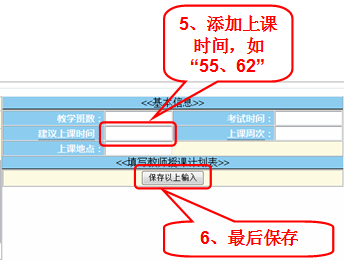 5、添加上课
时间，如
“55、62”
<<基本信息>>
教学班数： 考试时间：
建议上课时间 上课周次：
上课地点：
<<填写教师授课计划表>>
保存以上输入
6、最后保存